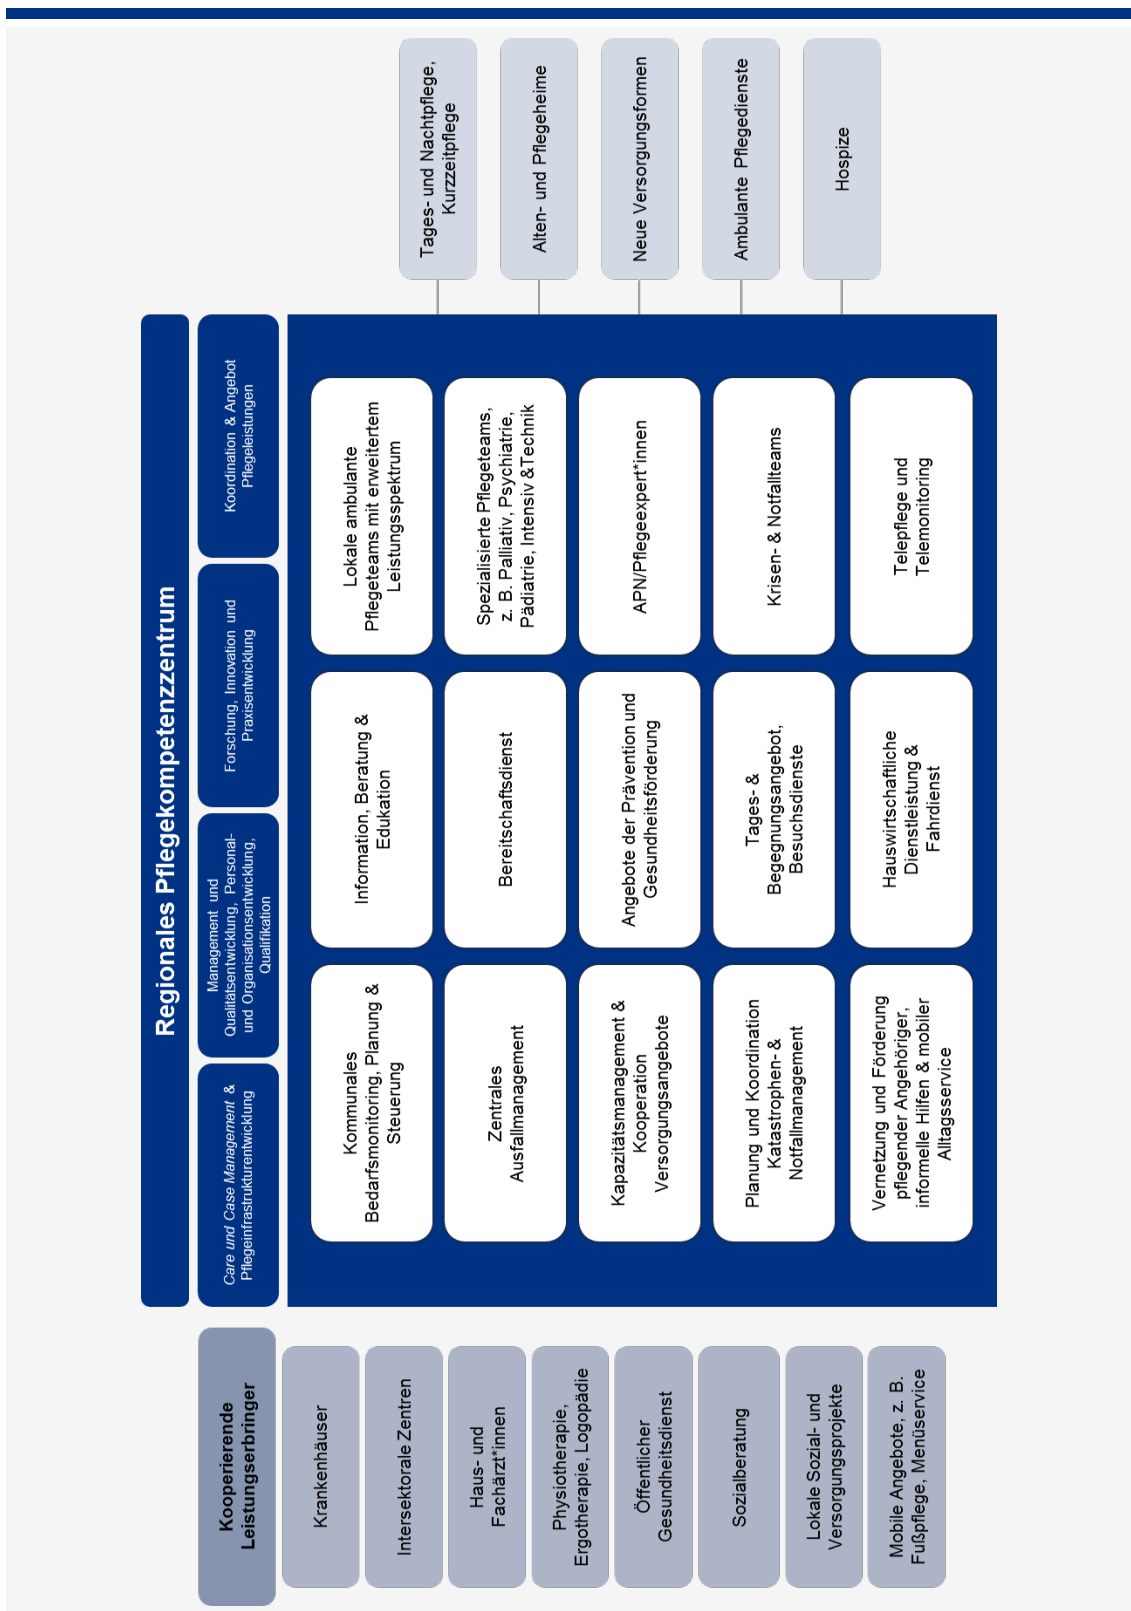 Regionales Pflegekompetenzzentrum
Kooperierende
Leistungserbringer
Care und Case Management &
Pflegeinfrastrukturentwicklung
Management und
Qualitätsentwicklung, Personal-
und Organisationsentwicklung,
Qualifikation
Forschung, Innovation und
Praxisentwicklung
Koordination & Angebot
Pflegeleistungen
Krankenhäuser
Intersektorale Zentren
Haus- und
Fachärzt*innen
Physiotherapie,
Ergotherapie, Logopädie
Öffentlicher
Gesundheitsdienst
Sozialberatung
Lokale Sozial- und
Versorgungsprojekte
Mobile Angebote, z. B.
Fußpflege, Menüservice
Kommunales
Bedarfsmonitoring, Planung &
Steuerung
Information, Beratung &
Edukation
Lokale ambulante
Pflegeteams mit erweitertem
Leistungsspektrum
Zentrales
Ausfallmanagement
Bereitschaftsdienst
Spezialisierte Pflegeteams,
z. B. Palliativ, Psychiatrie,
Pädiatrie, Intensiv &Technik
Kapazitätsmanagement &
Kooperation
Versorgungsangebote
Angebote der Prävention und
Gesundheitsförderung
APN/Pflegeexpert*innen
Planung und Koordination
Katastrophen- &
Notfallmanagement
Tages- &
Begegnungsangebot,
Besuchsdienste
Krisen- & Notfallteams
Vernetzung und Förderung
pflegender Angehöriger,
informelle Hilfen & mobiler
Alltagsservice
Hauswirtschaftliche
Dienstleistung &
Fahrdienst
Telepflege und
Telemonitoring
Tages- und Nachtpflege,
Kurzzeitpflege
Alten- und Pflegeheime
Neue Versorgungsformen
Ambulante Pflegedienste
Hospize